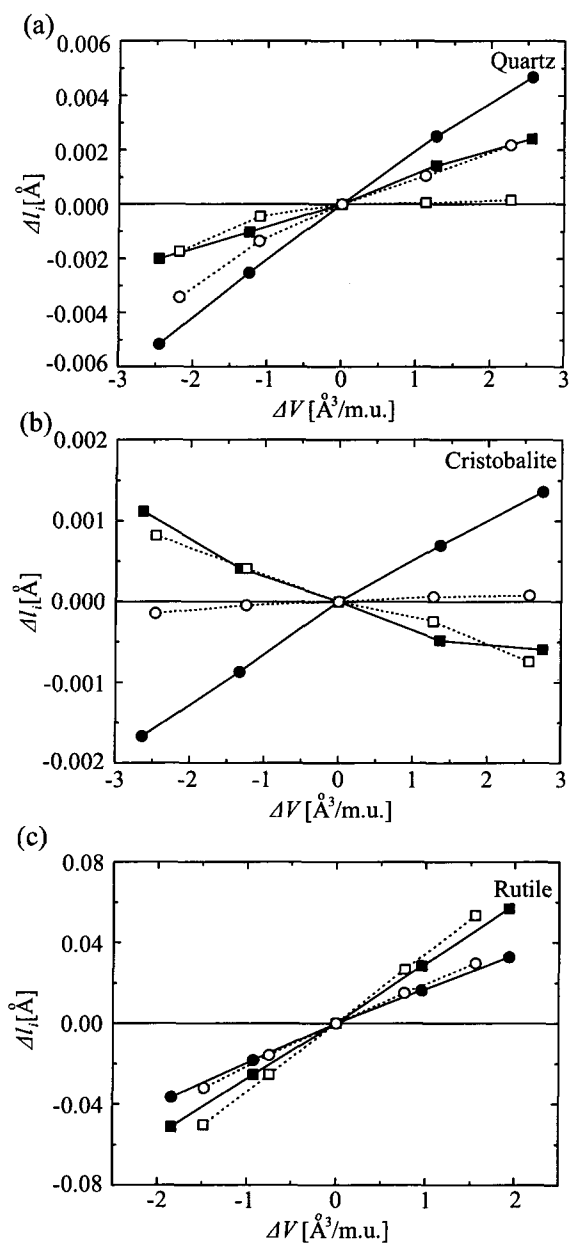 (a)
0.006
Quartz
0.004
0.002
0.000
-0.002
-0.004
-0.006
Δlᵢ[Å]
-3 -2 -1 0 1 2 3
ΔV[Å³/m.u.]
(b)
0.002
Cristobalite
0.001
0.000
-0.001
-0.002
Δlᵢ[Å]
-3 -2 -1 0 1 2 3
ΔV[Å³/m.u.]
(c)
0.08
Rutile
0.04
0.00
-0.04
-0.08
Δlᵢ[Å]
-2 -1 0 1 2
ΔV[Å³/m.u.]